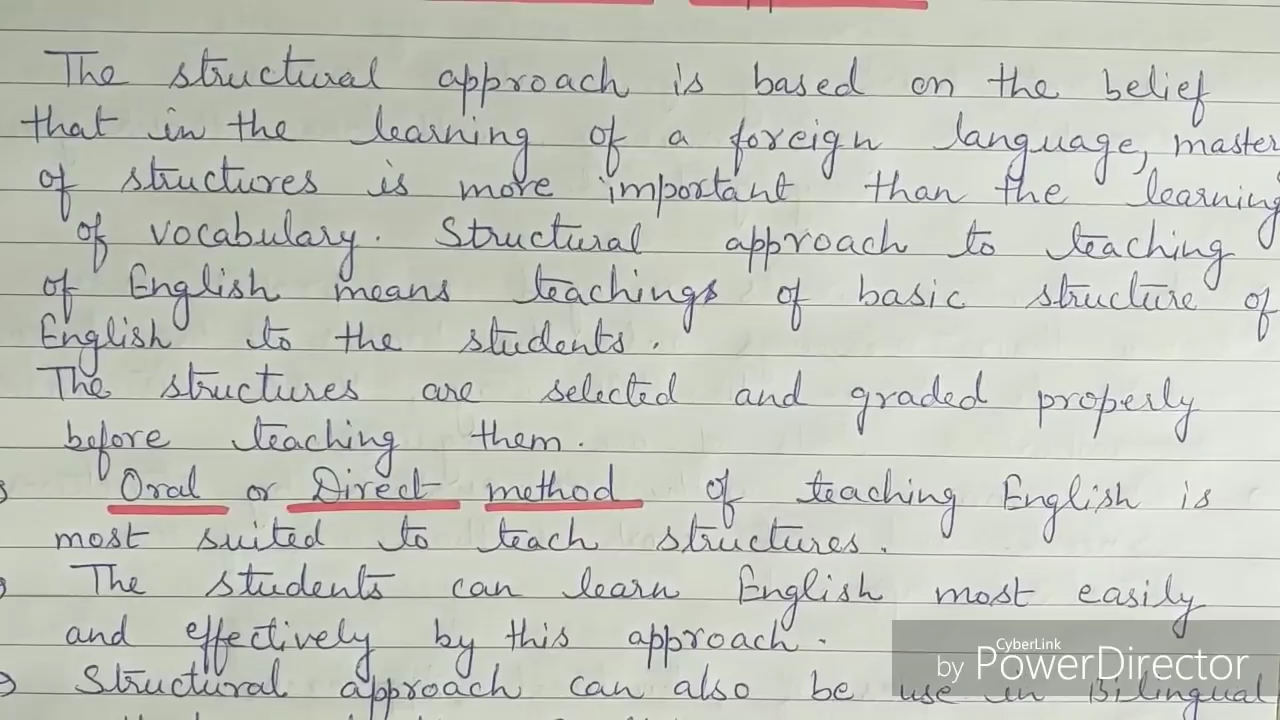 The structural approach is based on the belief
that in the learning of a foreign language, master
of structures is more important than the learning
of vocabulary. Structural approach to teaching
of English means teachings of basic structure of
English to the students.
The structures are selected and graded properly
before teaching them.
Oral or Direct method of teaching English is
most suited to teach structures.
The students can learn English most easily
and effectively by this approach.
Structural approach can also be use in Bilingual
CyberLink
by PowerDirector